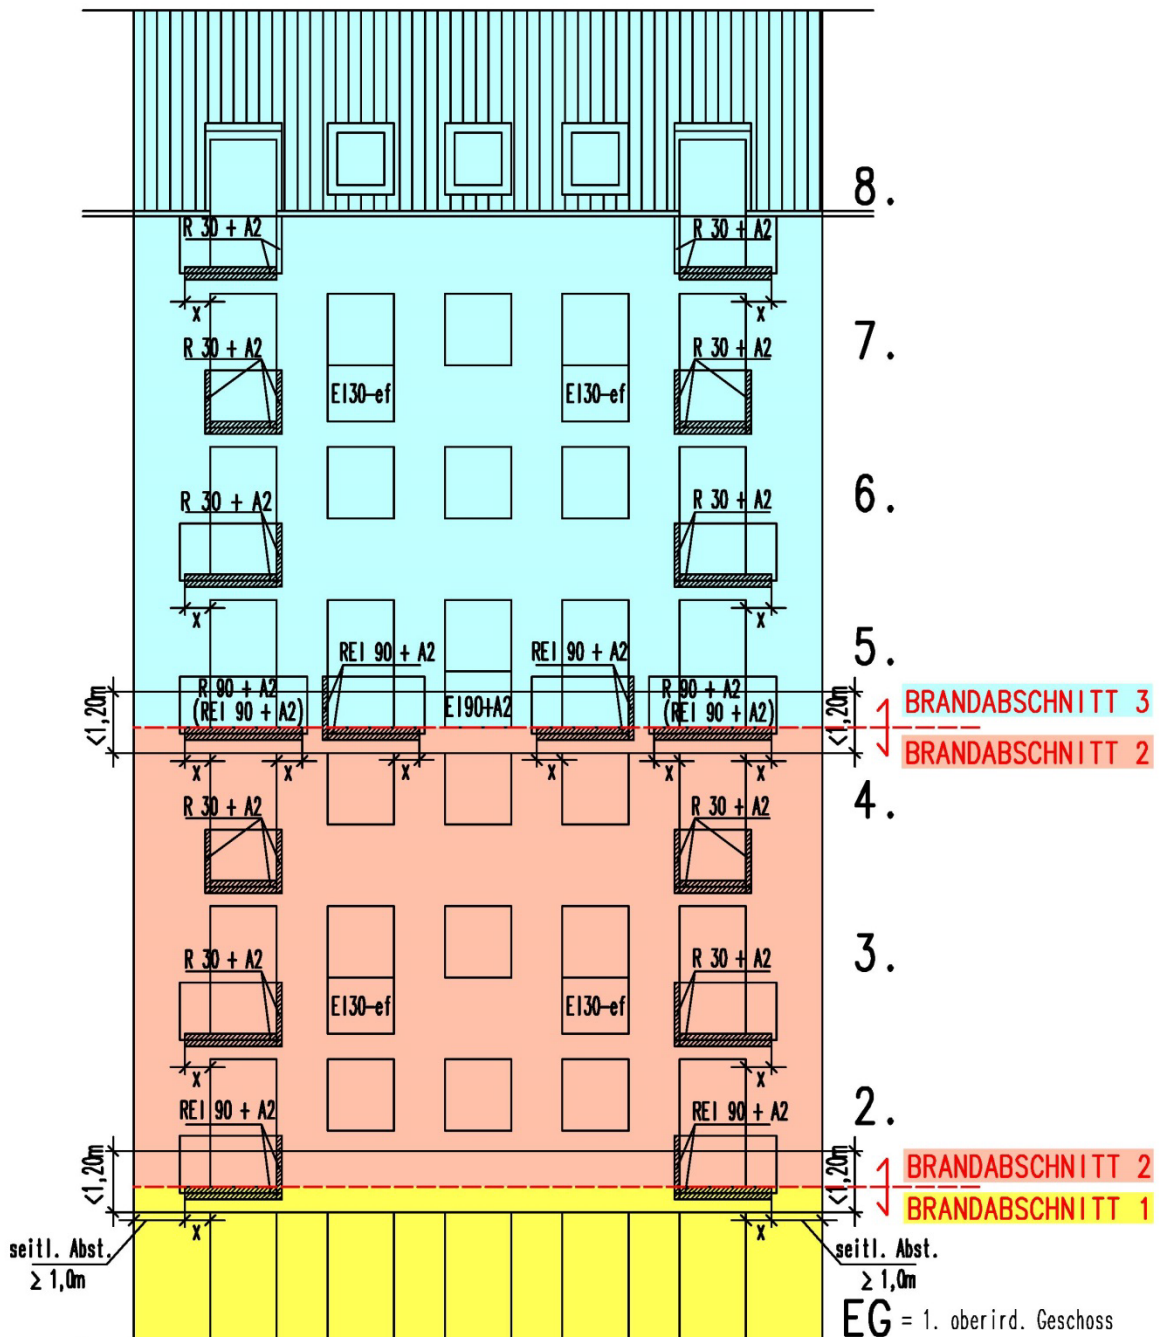 8.
R 30 + A2 R 30 + A2
x x
7.
R 30 + A2 R 30 + A2
EI30-ef EI30-ef
6.
R 30 + A2 R 30 + A2
x x
5.
REI 90 + A2 REI 90 + A2
R 90 + A2 R 90 + A2
(REI 90 + A2) EI90+A2 (REI 90 + A2)
<1,20m <1,20m
BRANDABSCHNITT 3
BRANDABSCHNITT 2
x x x x x x
4.
R 30 + A2 R 30 + A2
3.
R 30 + A2 R 30 + A2
EI30-ef EI30-ef
x x
2.
REI 90 + A2 REI 90 + A2
<1,20m <1,20m
BRANDABSCHNITT 2
BRANDABSCHNITT 1
x x
seitl. Abst. seitl. Abst.
≥ 1,0m ≥ 1,0m
EG = 1. oberird. Geschoss